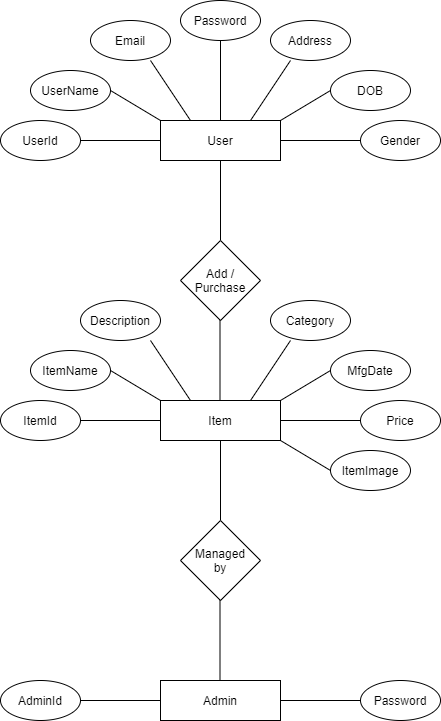 Password
Email
Address
UserName
DOB
UserId
User
Gender
Add /
Purchase
Description
Category
ItemName
MfgDate
ItemId
Item
Price
ItemImage
Managed
by
AdminId
Admin
Password